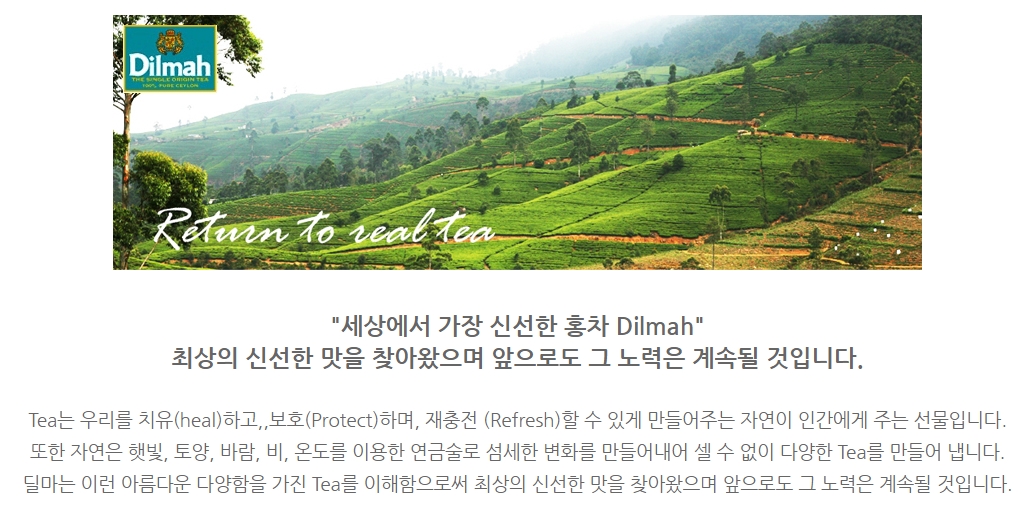 Dilmah
THE SINGLE ORIGIN TEA
100% PURE CEYLON
Return to real tea
"세상에서 가장 신선한 홍차 Dilmah"
최상의 신선한 맛을 찾아왔으며 앞으로도 그 노력은 계속될 것입니다.
Tea는 우리를 치유(heal)하고,,보호(Protect)하며, 재충전 (Refresh)할 수 있게 만들어주는 자연이 인간에게 주는 선물입니다.
또한 자연은 햇빛, 토양, 바람, 비, 온도를 이용한 연금술로 섬세한 변화를 만들어내어 셀 수 없이 다양한 Tea를 만들어 냅니다.
딜마는 이런 아름다운 다양함을 가진 Tea를 이해함으로써 최상의 신선한 맛을 찾아왔으며 앞으로도 그 노력은 계속될 것입니다.